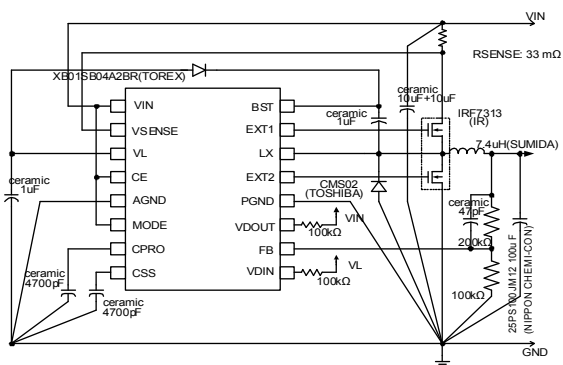 VIN
RSENSE: 33 mΩ
XB01SB04A2BR(TOREX)
ceramic
10uF+10uF
IRF7313
(IR)
VIN
BST
ceramic
1uF
VSENSE
EXT1
7.4uH(SUMIDA)
VL
LX
ceramic
1uF
CE
EXT2
CMS02
(TOSHIBA)
AGND
PGND
ceramic
47pF
MODE
VDOUT
VIN
100kΩ
200kΩ
CPRO
FB
ceramic
4700pF
CSS
VDIN
VL
100kΩ
100kΩ
ceramic
4700pF
25PS100JM12 100u F
(NIPPON CHEMI-CON)
GND